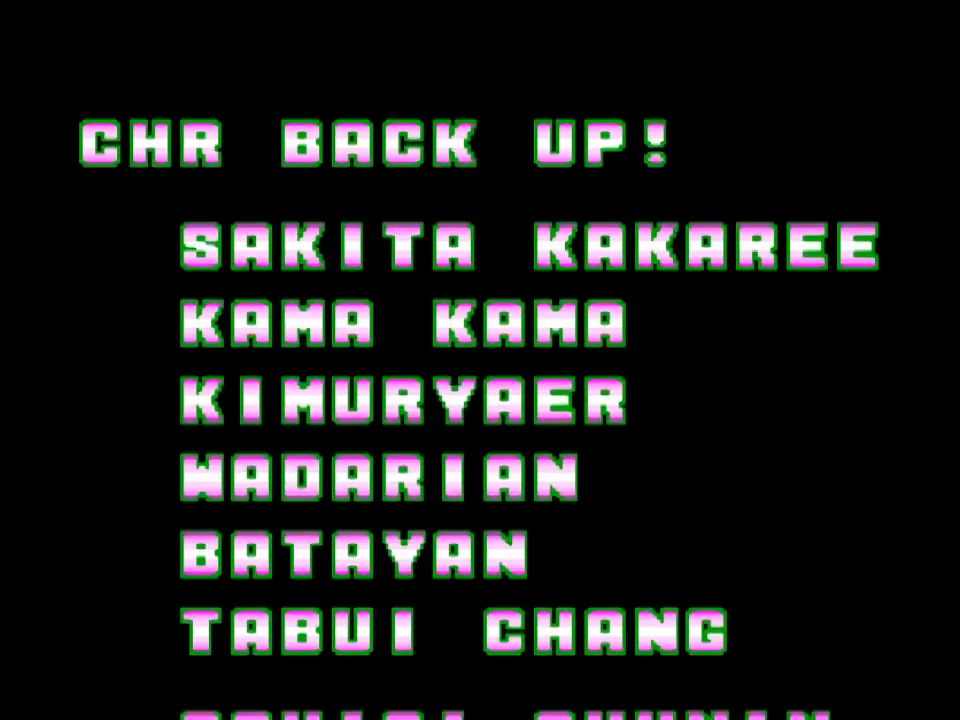 CHR BACK UP!
SAKITA KAKAREE
KAMA KAMA
KIMURYAER
WADARIAN
BATAYAN
TABUI CHANG